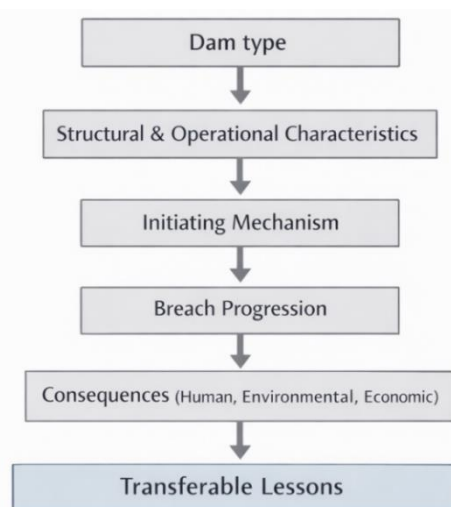 Dam type
Structural & Operational Characteristics
Initiating Mechanism
Breach Progression
Consequences (Human, Environmental, Economic)
Transferable Lessons